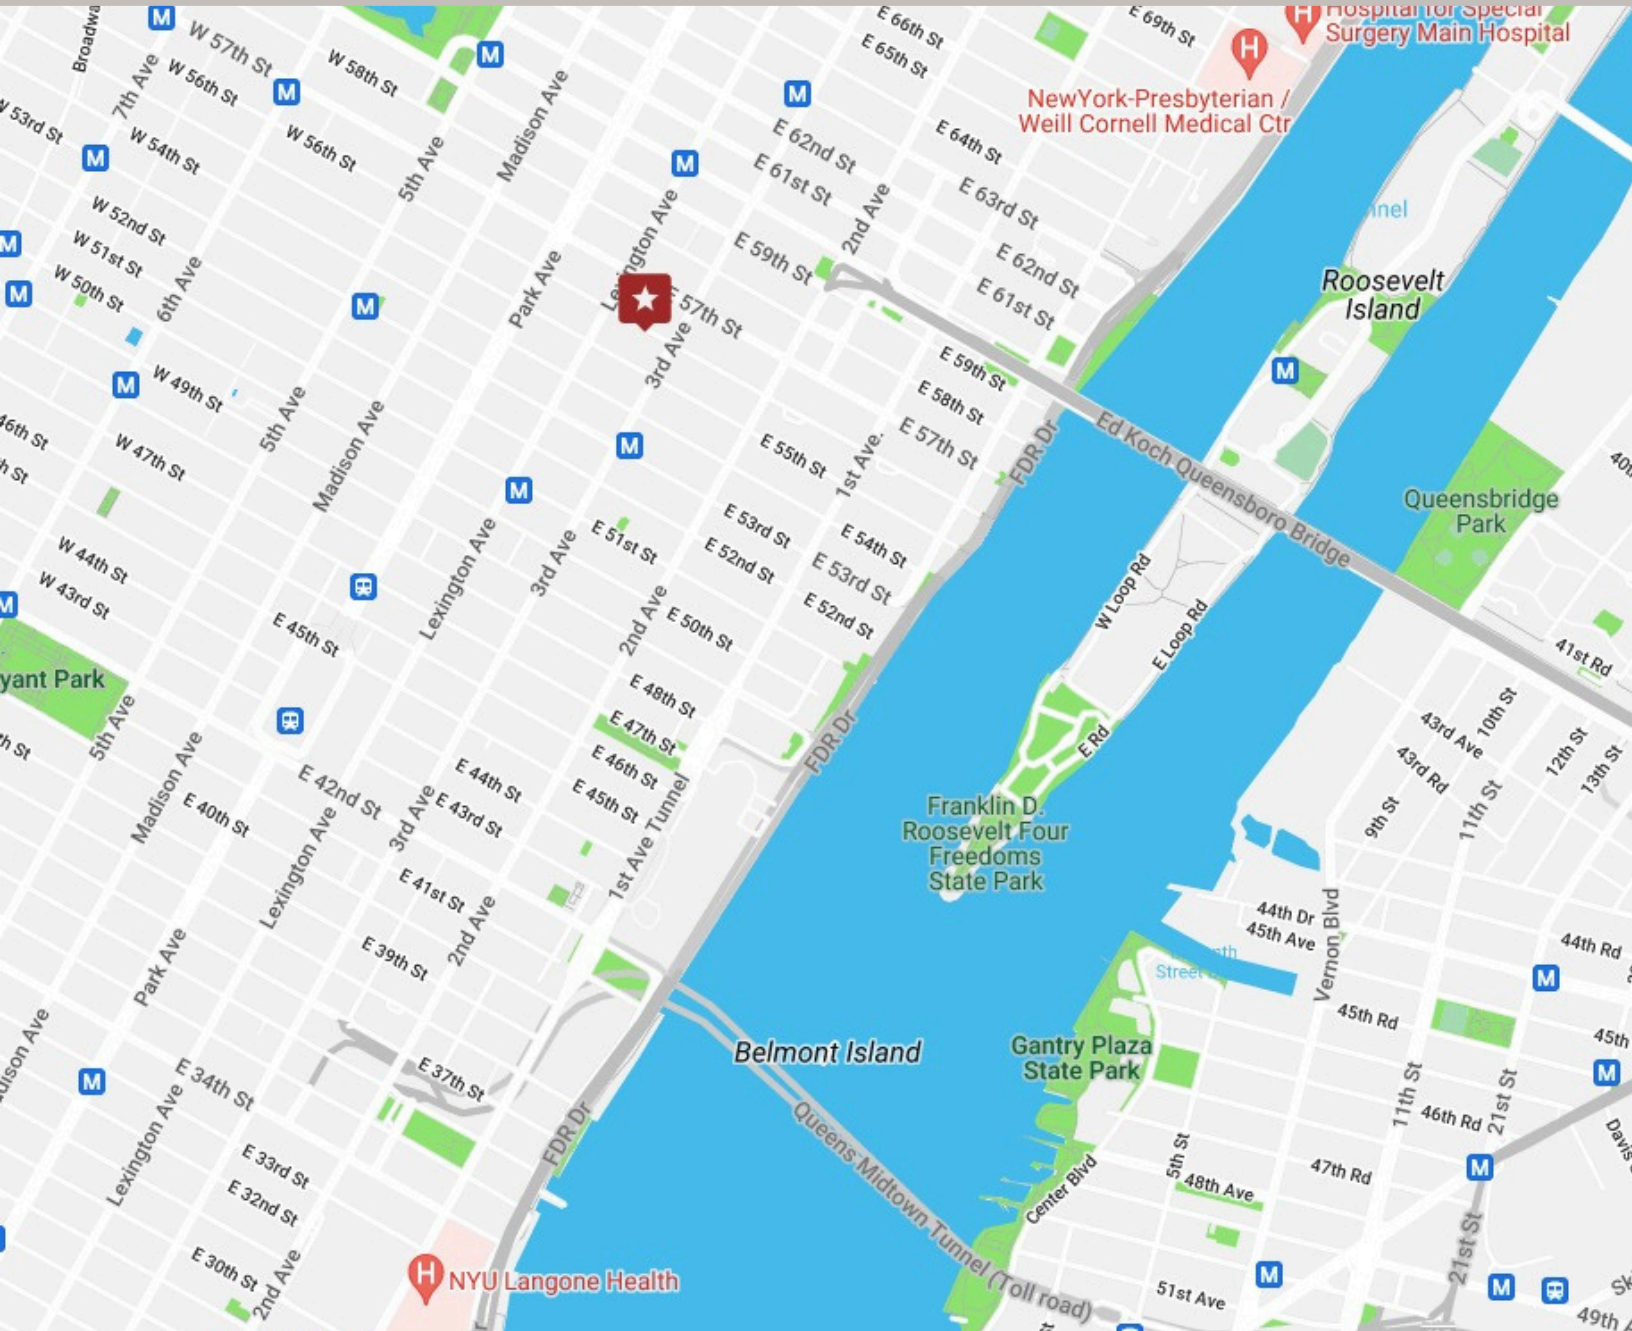 Broadwa
7th Ave
W 57th St
W 56th St
W 58th St
W 53rd St
W 54th St
W 56th St
5th Ave
Madison Ave
E 66th St
E 65th St
E 69th St
Hospital for Special
Surgery Main Hospital
NewYork-Presbyterian /
Weill Cornell Medical Ctr
E 62nd St
E 61st St
E 64th St
E 63rd St
2nd Ave
E 59th St
E 62nd St
E 61st St
W 52nd St
W 51st St
W 50th St
6th Ave
Park Ave
Lexington Ave
57th St
3rd Ave
nnel
Roosevelt
Island
E 59th St
E 58th St
E 57th St
FDR Dr
Ed Koch Queensboro Bridge
Queensbridge
Park
40t
W 49th St
5th Ave
Madison Ave
46th St
h St
W 47th St
E 55th St
1st Ave.
E 53rd St
E 52nd St
E 54th St
E 53rd St
E 52nd St
E 51st St
E 50th St
W 44th St
W 43rd St
Lexington Ave
3rd Ave
2nd Ave
E 45th St
W Loop Rd
E Loop Rd
E Rd
41st Rd
yant Park
5th Ave
th St
Madison Ave
E 48th St
E 47th St
E 46th St
E 45th St
FDR Dr
E 42nd St
E 40th St
E 44th St
E 43rd St
3rd Ave
Lexington Ave
1st Ave Tunnel
E 41st St
E 39th St
2nd Ave
Park Ave
Franklin D.
Roosevelt Four
Freedoms
State Park
43rd Ave
43rd Rd
10th St
12th St
13th St
9th St
11th St
44th Dr
45th Ave
Vernon Blvd
44th Rd
Street
45th Rd
45th
Belmont Island
Gantry Plaza
State Park
E 37th St
E 34th St
dison Ave
Lexington Ave
FDR Dr
Queens Midtown Tunnel (Toll road)
11th St
46th Rd
21st St
Davis
47th Rd
5th St
48th Ave
Center Blvd
E 33rd St
E 32nd St
E 30th St
2nd Ave
NYU Langone Health
21st St
51st Ave
49th A
M
H